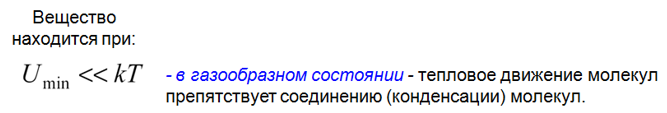 Вещество
находится при:
U_min << kT - в газообразном состоянии - тепловое движение молекул
препятствует соединению (конденсации) молекул.